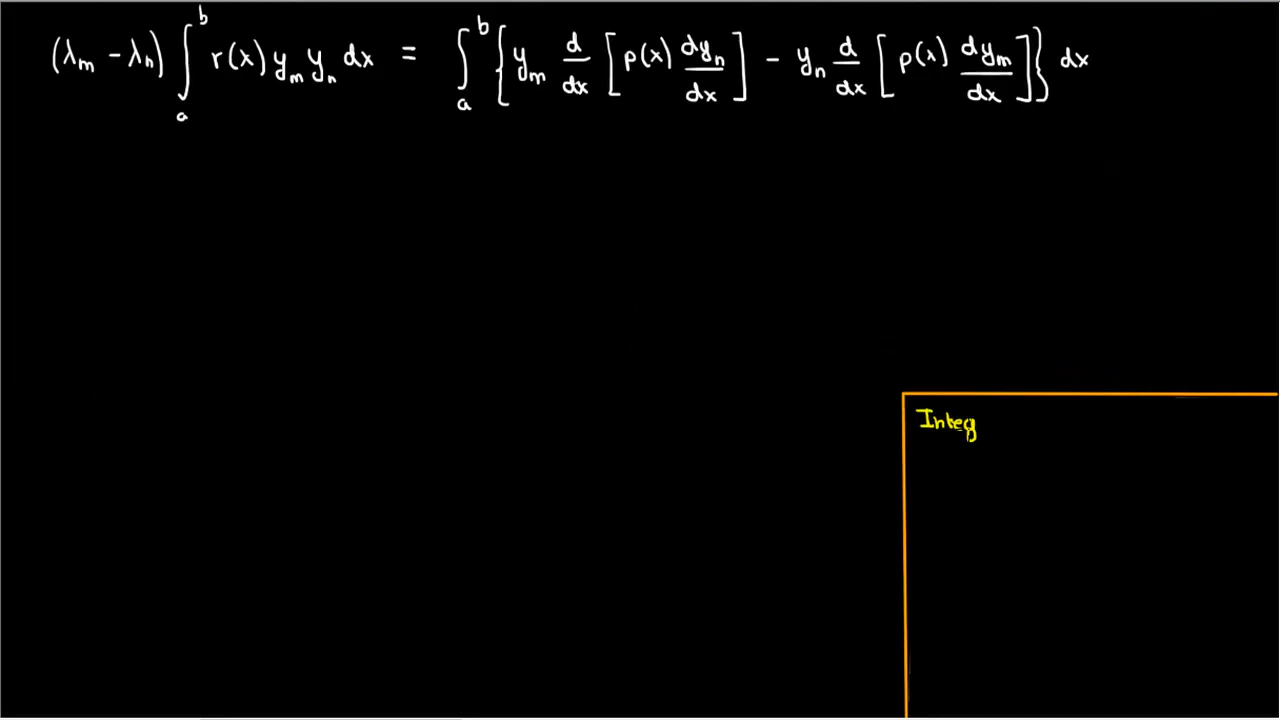 (λₘ − λₙ) ∫ₐᵇ r(x) yₘ yₙ dx = ∫ₐᵇ { yₘ d/dx [ p(x) dyₙ/dx ] − yₙ d/dx [ p(x) dyₘ/dx ] } dx
Integ